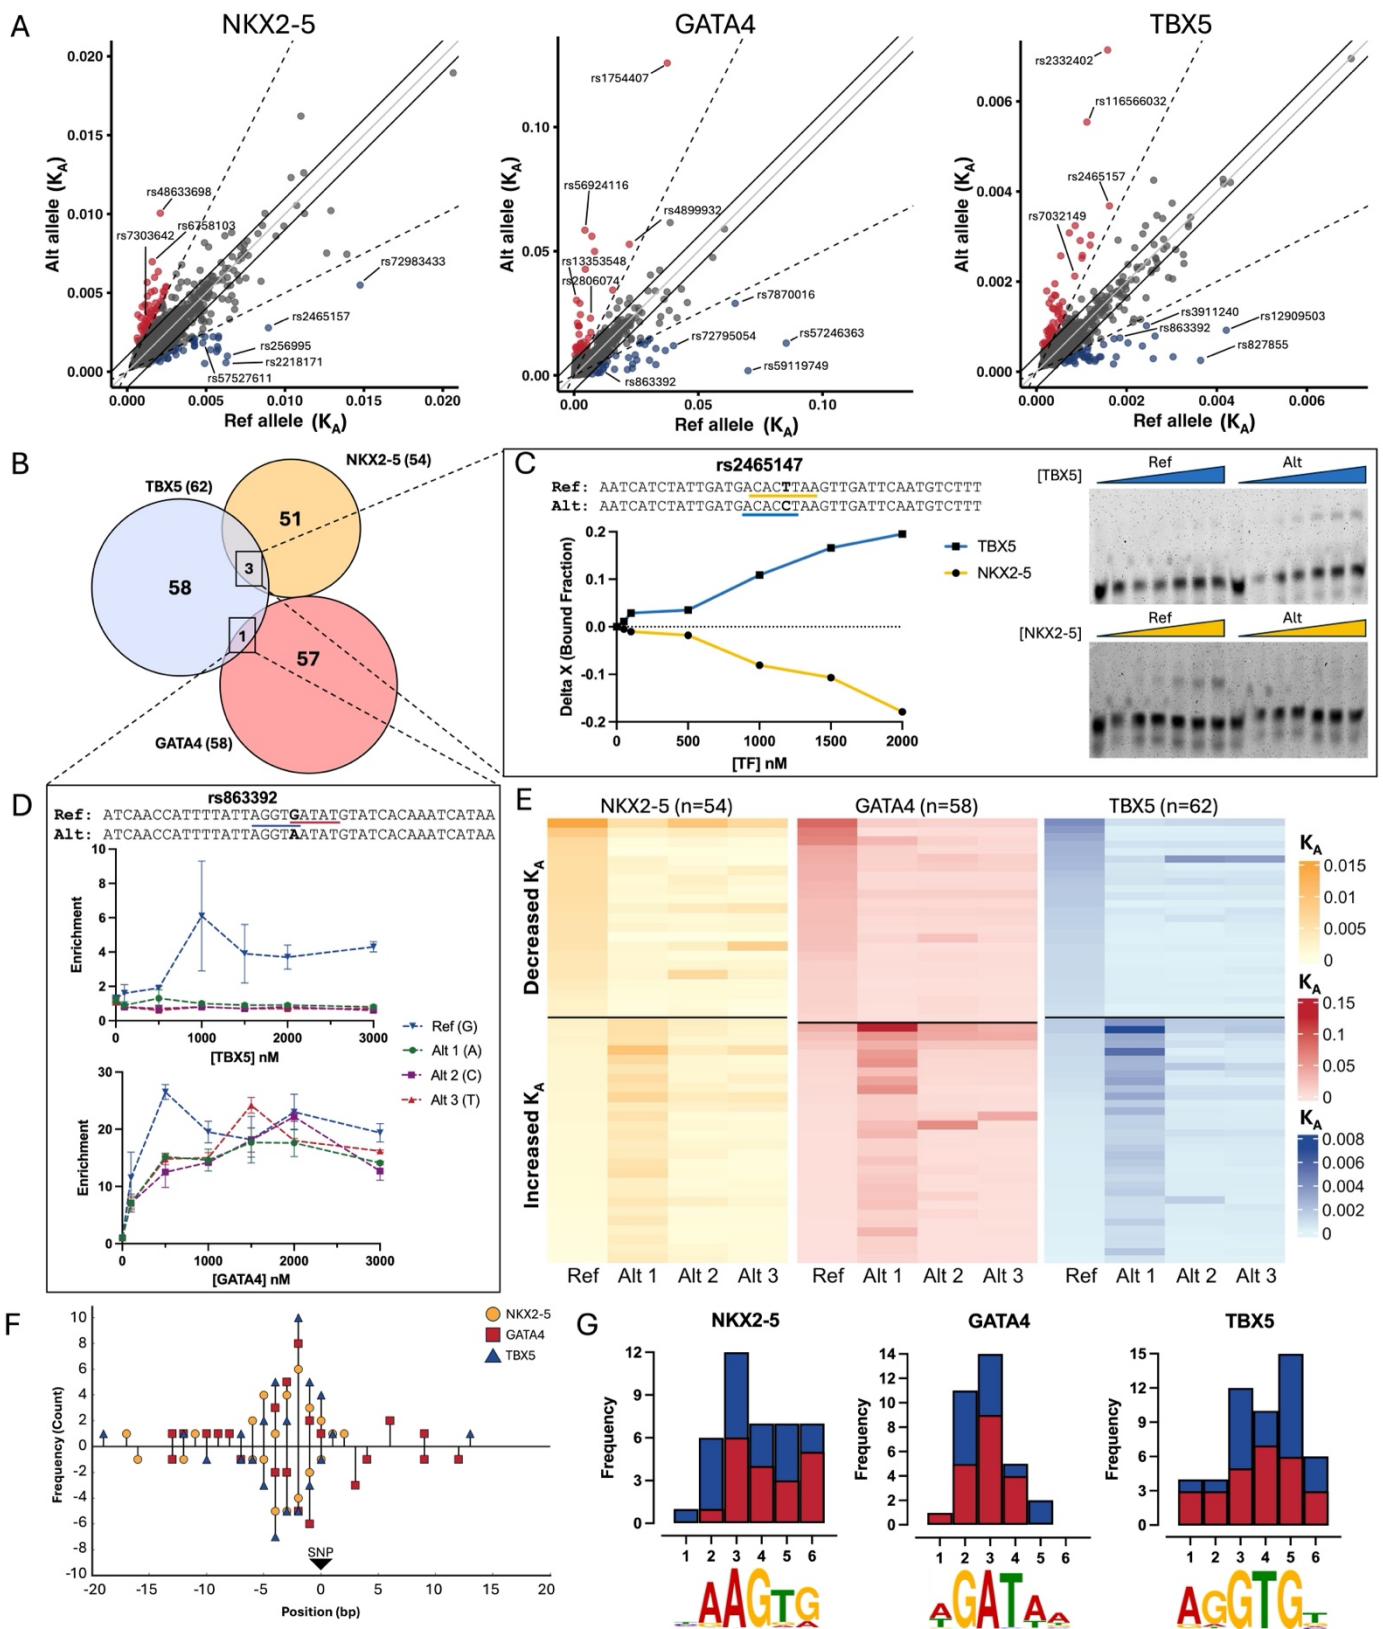 A
NKX2-5
GATA4
TBX5
0.020
0.015
0.010
0.005
0.000
Alt allele (KA)
rs48633698
rs6758103
rs7303642
rs72983433
rs2465157
rs256995
rs2218171
rs57527611
0.000 0.005 0.010 0.015 0.020
Ref allele (KA)
0.10
0.05
0.00
Alt allele (KA)
rs1754407
rs56924116
rs4899932
rs13353548
rs2806074
rs7870016
rs72795054
rs57246363
rs59119749
rs863392
0.00 0.05 0.10
Ref allele (KA)
0.006
0.004
0.002
0.000
Alt allele (KA)
rs2332402
rs116566032
rs2465157
rs7032149
rs3911240
rs863392
rs12909503
rs827855
0.000 0.002 0.004 0.006
Ref allele (KA)
B
NKX2-5 (54)
TBX5 (62)
51
3
58
1
57
GATA4 (58)
C
rs2465147
Ref: AATCATCTATTGATGACACTTAAGTTGATTCAATGTCTTT
Alt: AATCATCTATTGATGACACCTAAGTTGATTCAATGTCTTT
0.2
0.1
0.0
-0.1
-0.2
Delta X (Bound Fraction)
0 500 1000 1500 2000
[TF] nM
TBX5
NKX2-5
[TBX5]
Ref Alt
[NKX2-5]
Ref Alt
D
rs863392
Ref: ATCAACCATTTTATTAGGTGATATGTATCACAAATCATAA
Alt: ATCAACCATTTTATTAGGTAATATGTATCACAAATCATAA
10
8
6
4
2
0
Enrichment
0 1000 2000 3000
[TBX5] nM
Ref (G)
Alt 1 (A)
Alt 2 (C)
Alt 3 (T)
30
20
10
0
Enrichment
0 1000 2000 3000
[GATA4] nM
E
NKX2-5 (n=54) GATA4 (n=58) TBX5 (n=62)
Decreased KA
Increased KA
Ref Alt 1 Alt 2 Alt 3 Ref Alt 1 Alt 2 Alt 3 Ref Alt 1 Alt 2 Alt 3
KA
0.015
0.01
0.005
0
KA
0.15
0.1
0.05
0
KA
0.008
0.006
0.004
0.002
0
F
NKX2-5
GATA4
TBX5
10
8
6
4
2
0
-2
-4
-6
-8
-10
Frequency (Count)
SNP
-20 -15 -10 -5 0 5 10 15 20
Position (bp)
G
NKX2-5
12
9
6
3
0
Frequency
1 2 3 4 5 6
AAGTG
GATA4
14
12
10
8
6
4
2
0
Frequency
1 2 3 4 5 6
AGATAA
TBX5
15
12
9
6
3
0
Frequency
1 2 3 4 5 6
AGGTGT